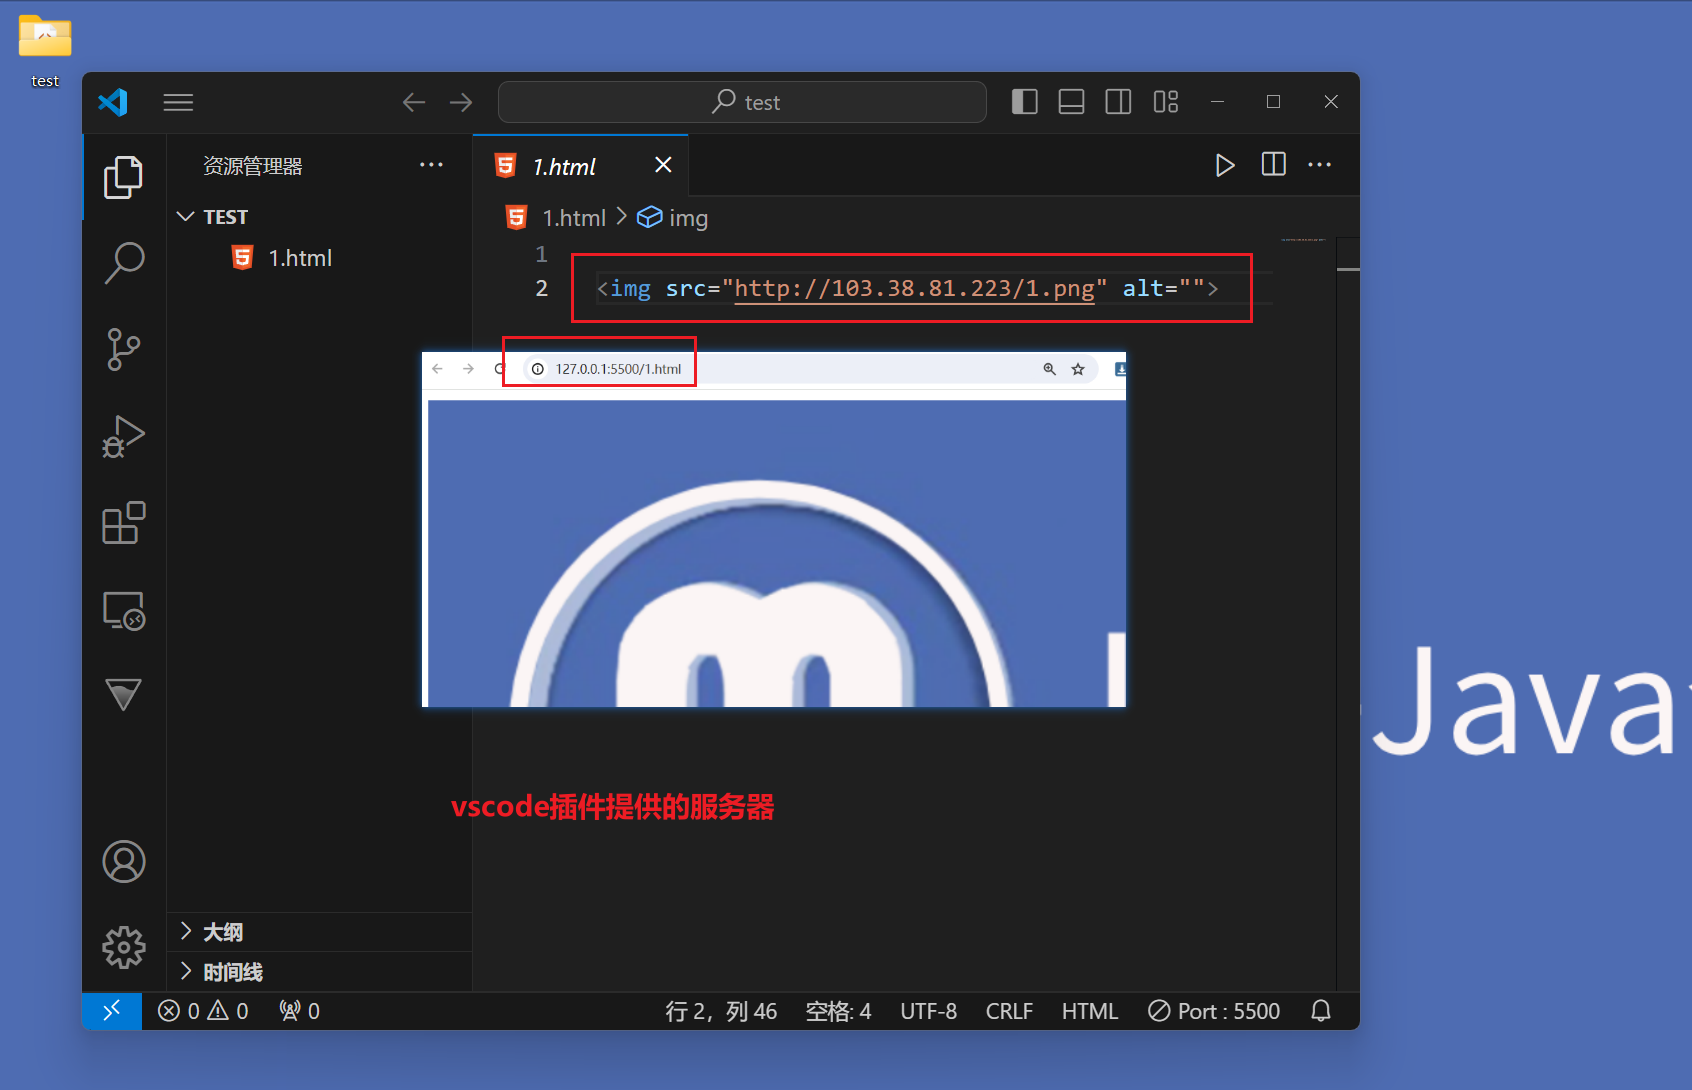 test
test
资源管理器
1.html
TEST
1.html > img
1.html
1
2 <img src="http://103.38.81.223/1.png" alt="">
127.0.0.1:5500/1.html
m
Java
vscode插件提供的服务器
大纲
时间线
0 0 0 行 2，列 46 空格: 4 UTF-8 CRLF HTML Port : 5500